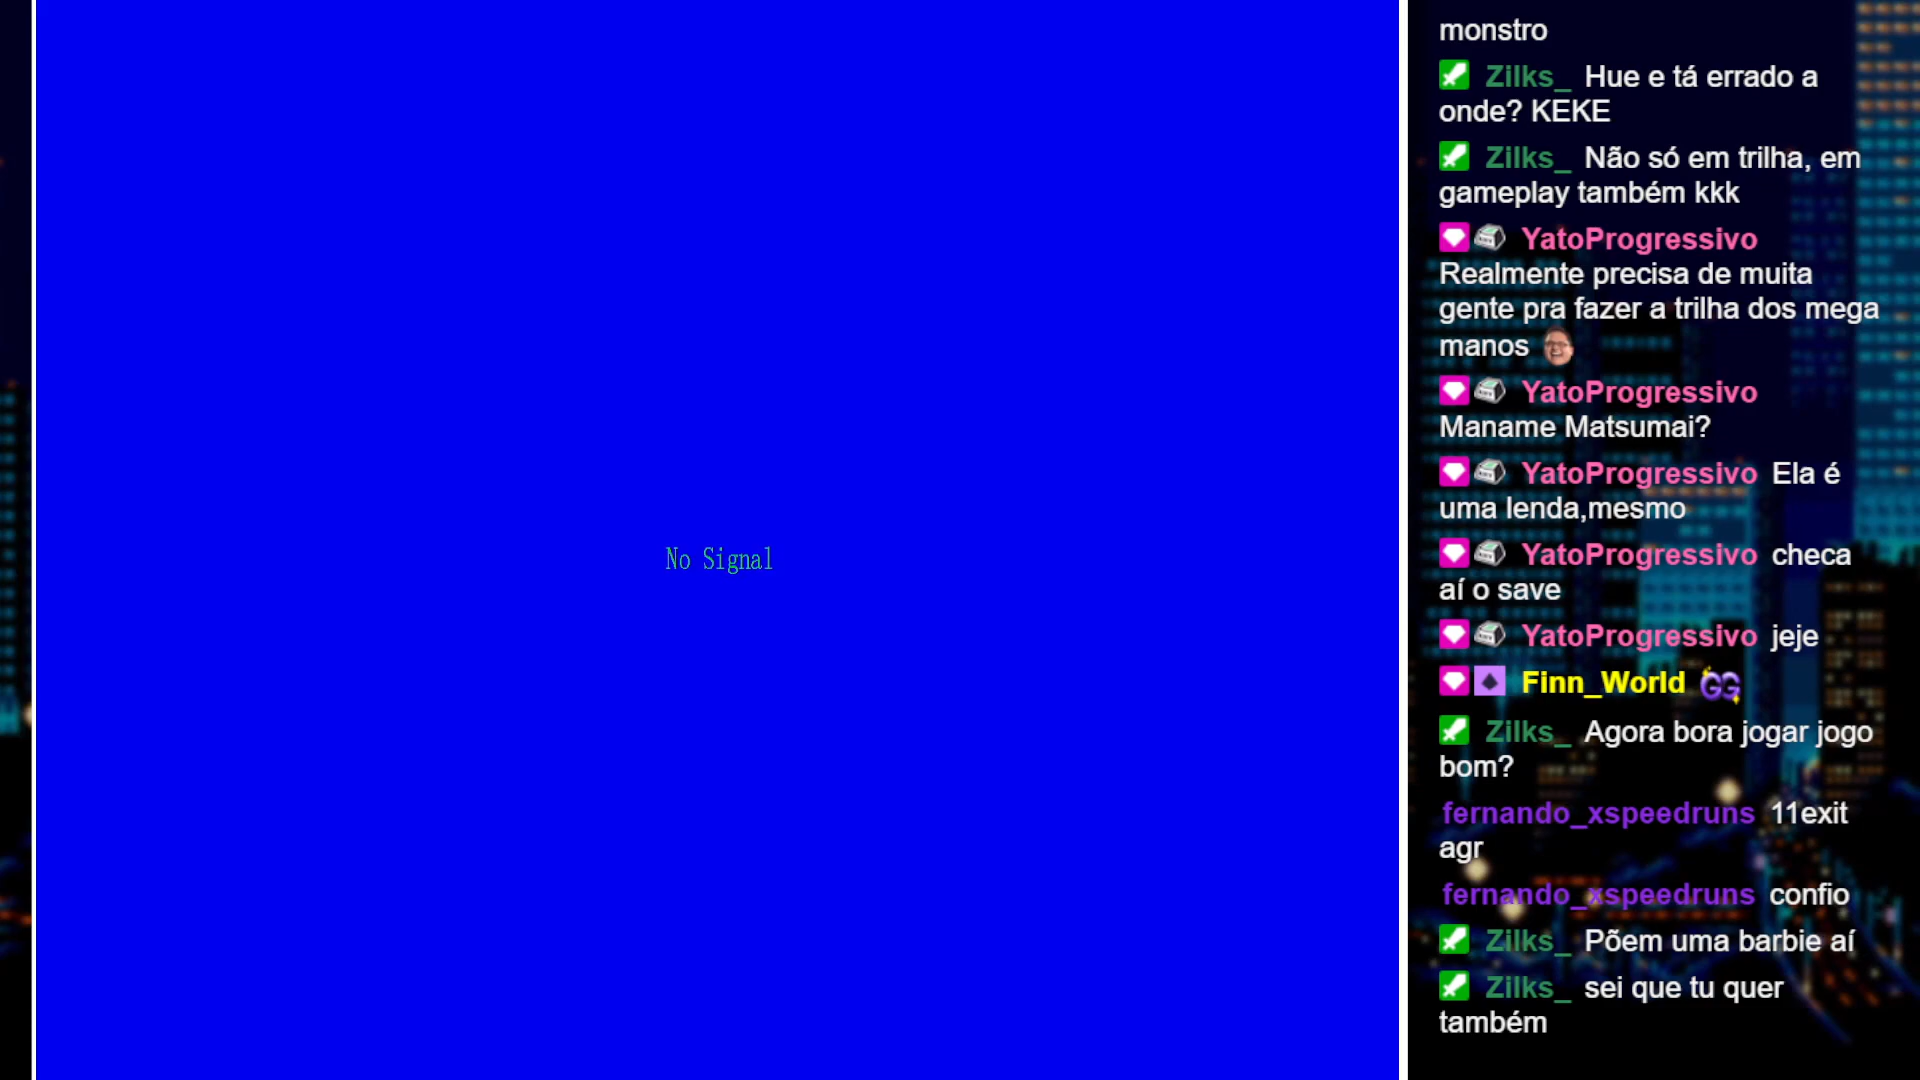 No Signal
monstro
Zilks_ Hue e tá errado a
onde? KEKE
Zilks_ Não só em trilha, em
gameplay também kkk
YatoProgressivo
Realmente precisa de muita
gente pra fazer a trilha dos mega
manos
YatoProgressivo
Maname Matsumai?
YatoProgressivo Ela é
uma lenda,mesmo
YatoProgressivo checa
aí o save
YatoProgressivo jeje
Finn_World GG
Zilks_ Agora bora jogar jogo
bom?
fernando_xspeedruns 11exit
agr
fernando_xspeedruns confio
Zilks_ Põem uma barbie aí
Zilks_ sei que tu quer
também